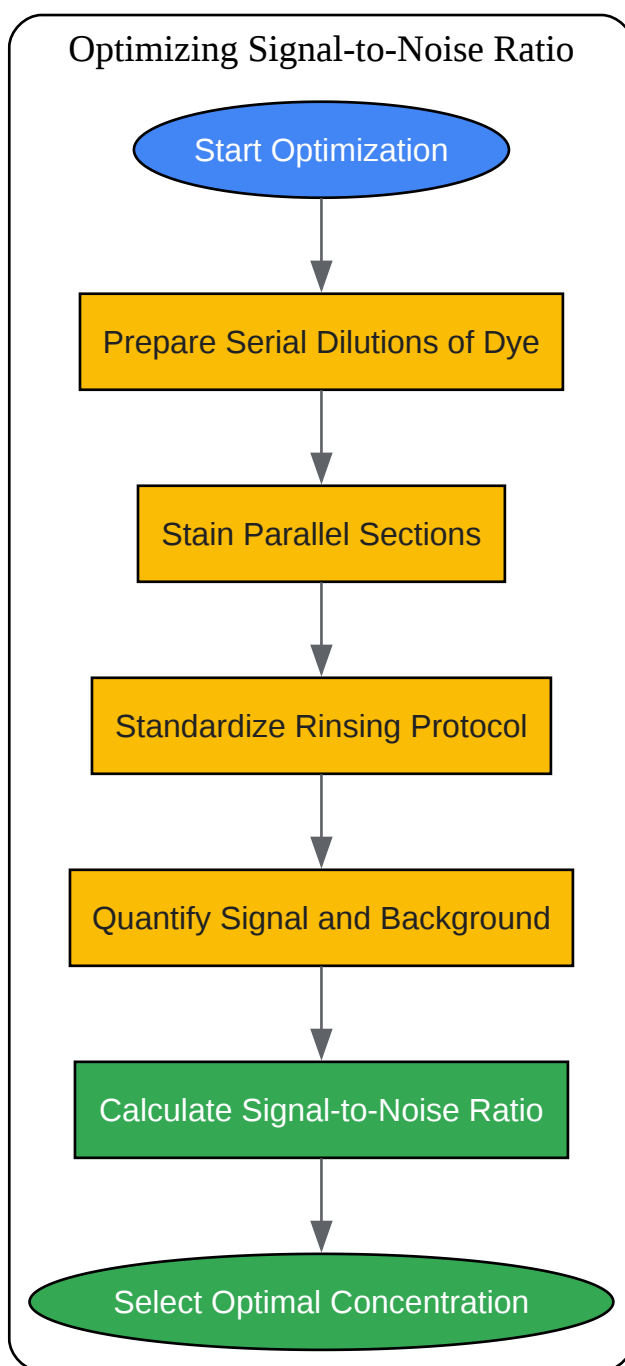 Optimizing Signal-to-Noise Ratio
Start Optimization
Prepare Serial Dilutions of Dye
Stain Parallel Sections
Standardize Rinsing Protocol
Quantify Signal and Background
Calculate Signal-to-Noise Ratio
Select Optimal Concentration